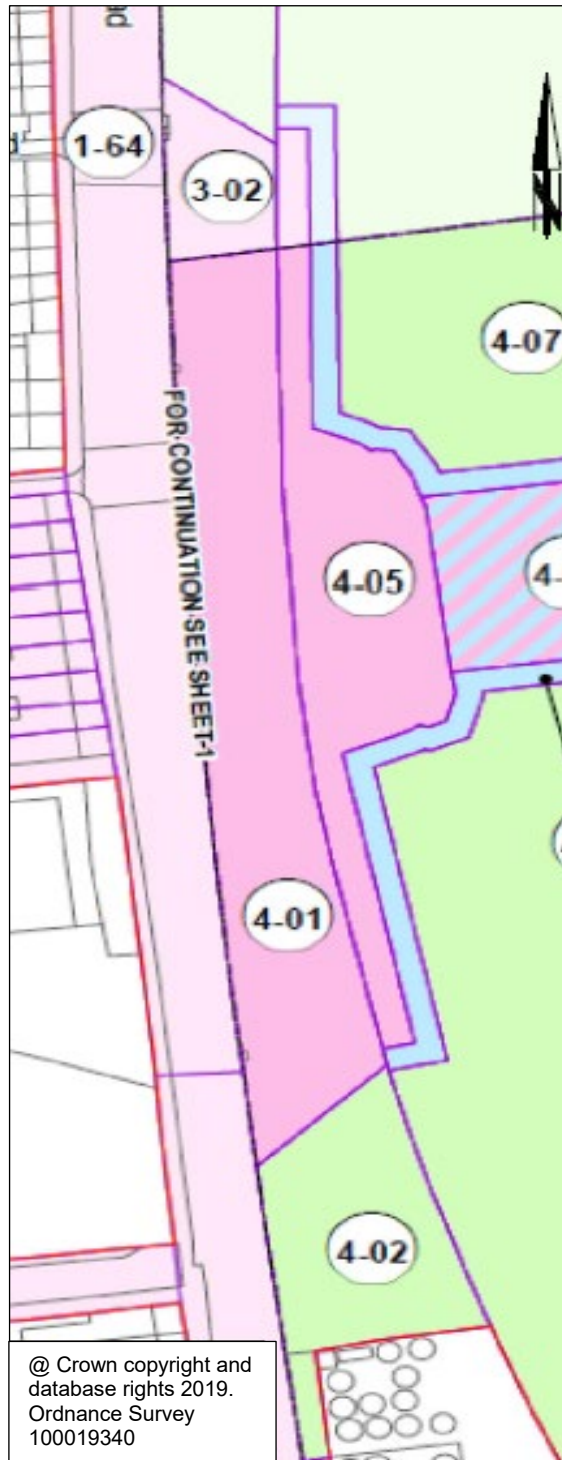 1-64
3-02
N
4-07
FOR CONTINUATION SEE SHEET 1
4-05
4-01
4-02
@ Crown copyright and
database rights 2019.
Ordnance Survey
100019340